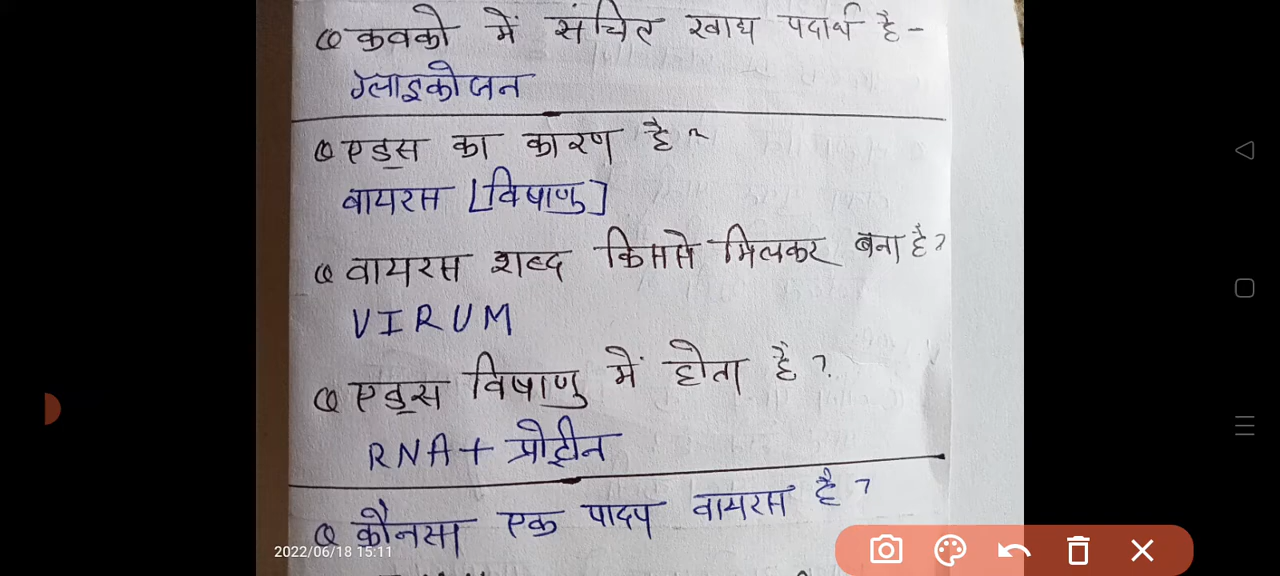 Q कवको में संचित खाद्य पदार्थ है -
ग्लाइकोजन
Q एड्स का कारण है ~
वायरस [विषाणु]
Q वायरस शब्द किससे मिलकर बना है ?
VIRUM
Q एड्स विषाणु में होता है ?
RNA+ प्रोटीन
Q कौनसा एक पादप वायरस है ?
2022/06/18 15:11